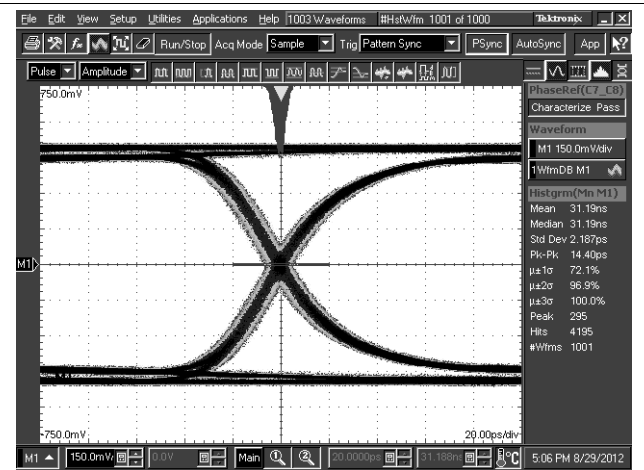 File Edit View Setup Utilities Applications Help 1003 Waveforms #HstWfm 1001 of 1000 Tektronix
Run/Stop Acq Mode Sample Trig Pattern Sync PSync AutoSync App
Pulse Amplitude
750.0mV
PhaseRef(C7_C8)
Characterize Pass
Waveform
M1 150.0mV/div
1WfmDB M1
Histgrm(Mn M1)
Mean 31.19ns
Median 31.19ns
Std Dev 2.187ps
Pk-Pk 14.40ps
µ±1σ 72.1%
µ±2σ 96.9%
µ±3σ 100.0%
Peak 295
Hits 4195
#Wfms 1001
M1
-750.0mV
20.00ps/div
M1 150.0mV/ 0.0V Main 1 2 20.0000ps 31.188ns °C 5:06 PM 8/29/2012